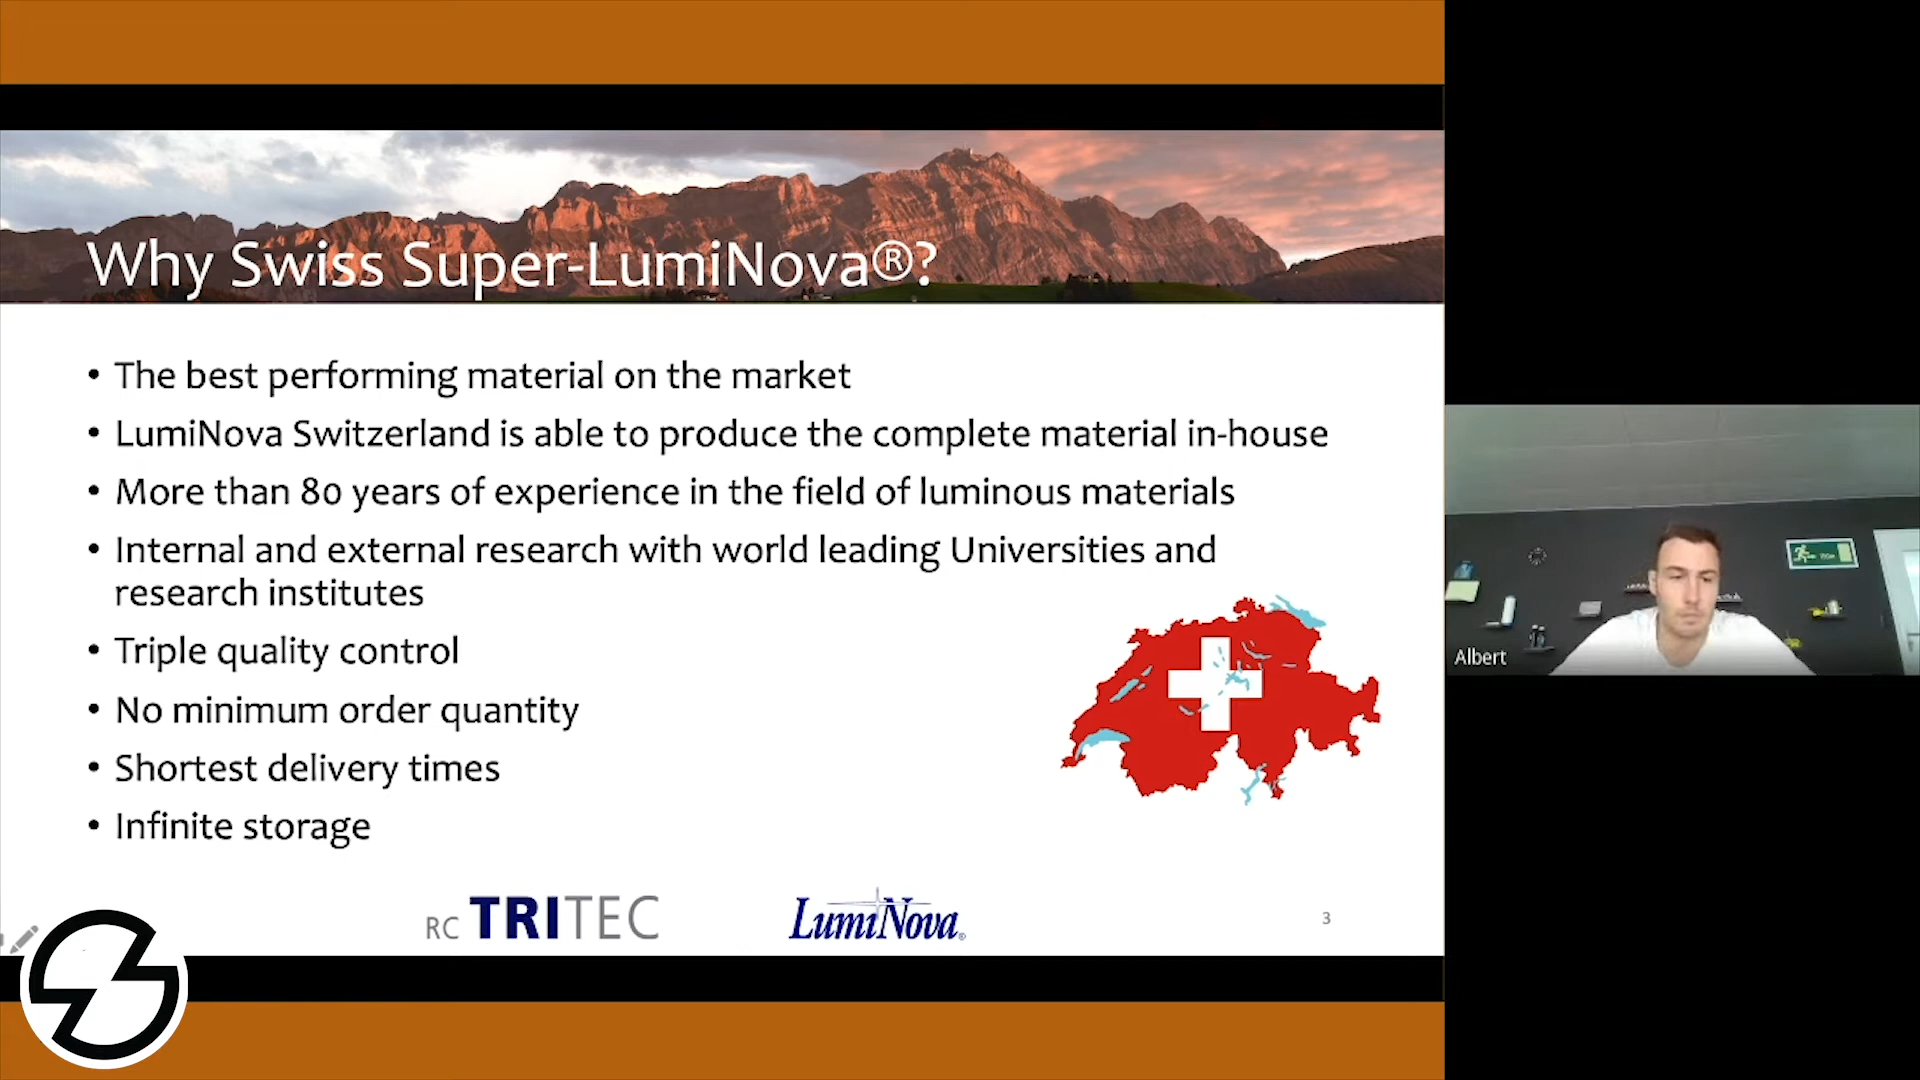 Why Swiss Super-LumiNova®?
• The best performing material on the market
• LumiNova Switzerland is able to produce the complete material in-house
• More than 80 years of experience in the field of luminous materials
• Internal and external research with world leading Universities and
research institutes
• Triple quality control
• No minimum order quantity
• Shortest delivery times
• Infinite storage
RC TRITEC
LumiNova®
3
Albert